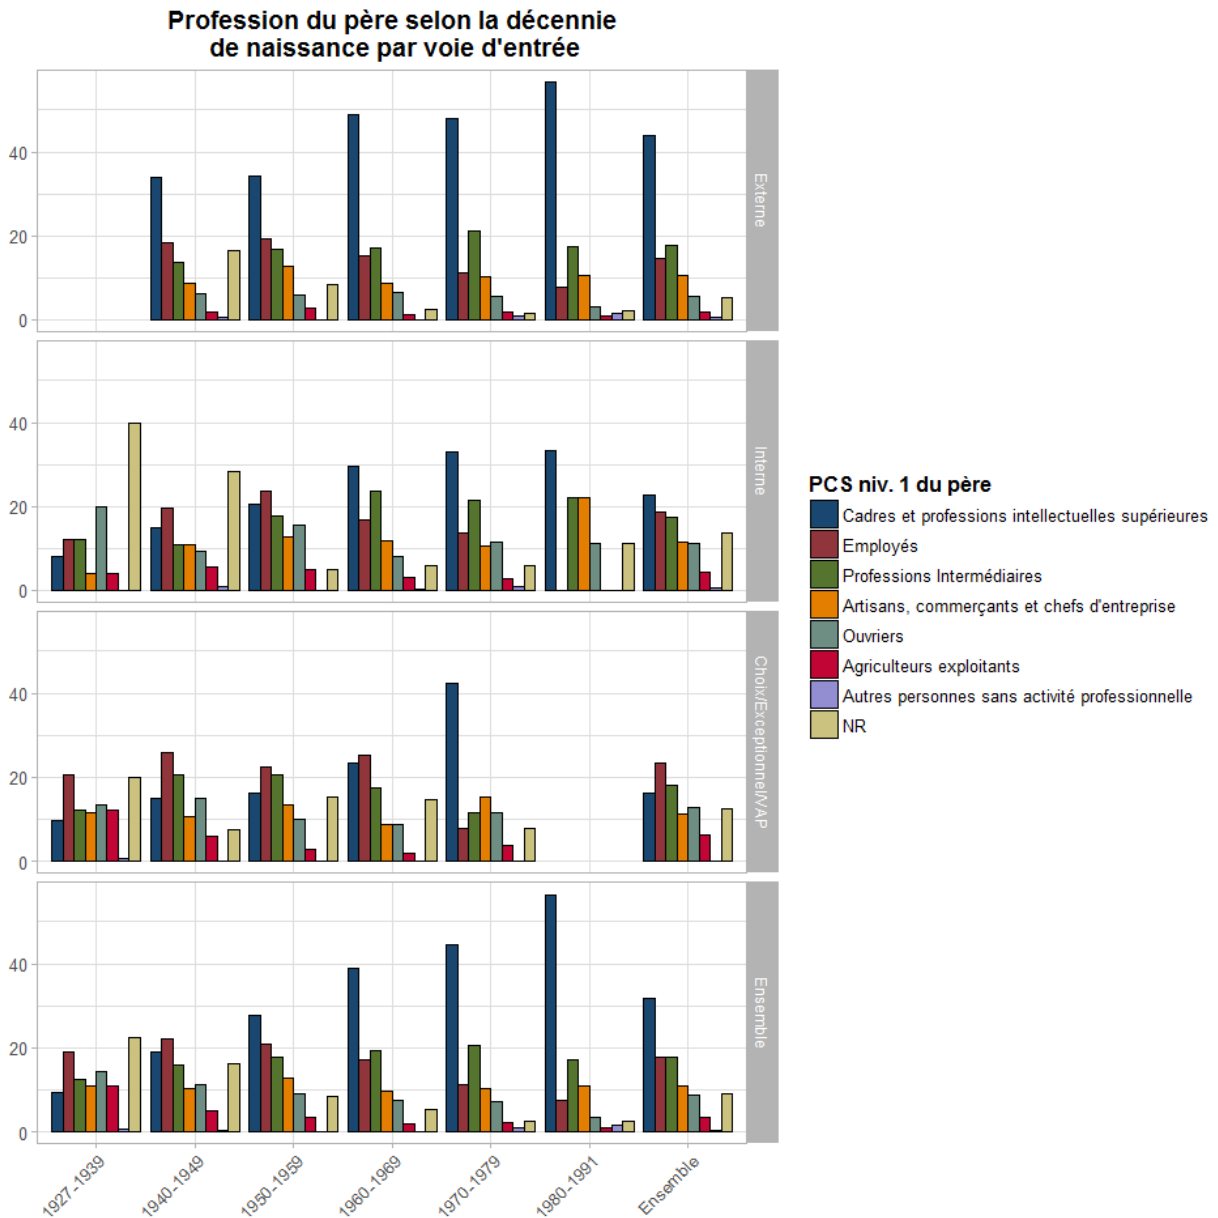 Profession du père selon la décennie
de naissance par voie d'entrée
40
20
0
Externe
40
20
0
Interne
40
20
0
Choix/Exceptionnel/VAP
40
20
0
Ensemble
1927-1939
1940-1949
1950-1959
1960-1969
1970-1979
1980-1991
Ensemble
PCS niv. 1 du père
Cadres et professions intellectuelles supérieures
Employés
Professions Intermédiaires
Artisans, commerçants et chefs d'entreprise
Ouvriers
Agriculteurs exploitants
Autres personnes sans activité professionnelle
NR